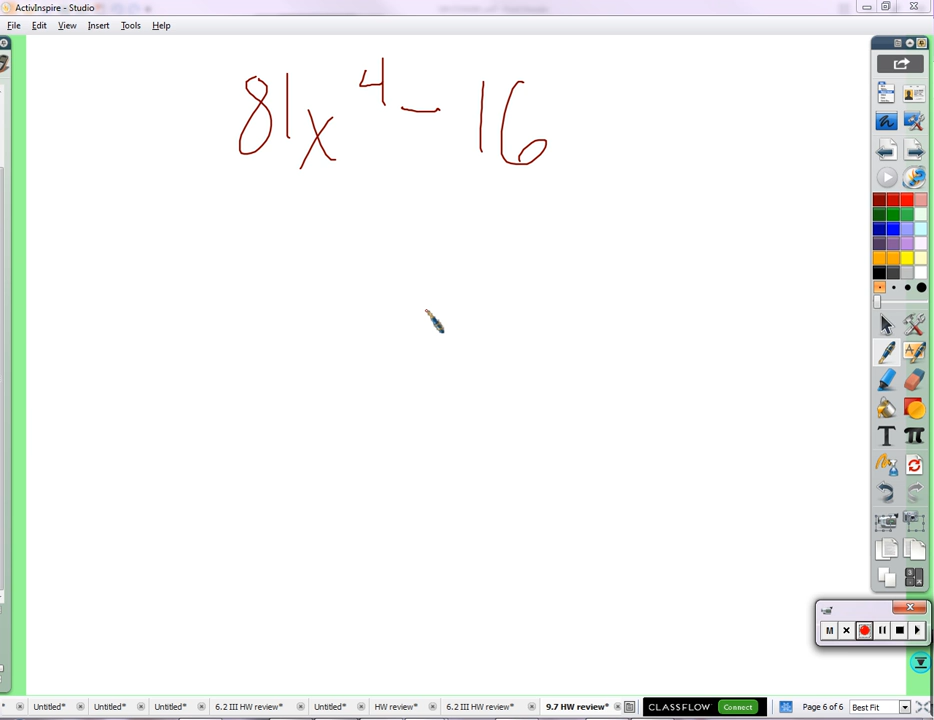 ActivInspire - Studio
File Edit View Insert Tools Help
81x⁴ - 16
M
Untitled* Untitled* Untitled* 6.2 III HW review* Untitled* HW review* 6.2 III HW review* Untitled* 9.7 HW review* CLASSFLOW Connect Page 6 of 6 Best Fit